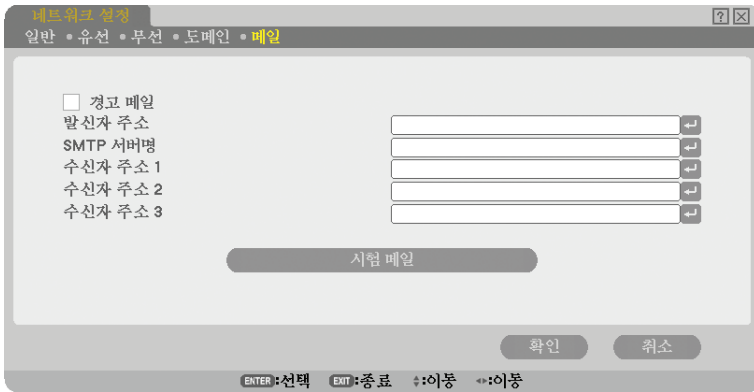 네트워크 설정
일반 • 유선 • 무선 • 도메인 • 메일
경고 메일
발신자 주소
SMTP 서버명
수신자 주소 1
수신자 주소 2
수신자 주소 3
시험 메일
확인 취소
ENTER:선택 EXIT:종료 :이동 :이동